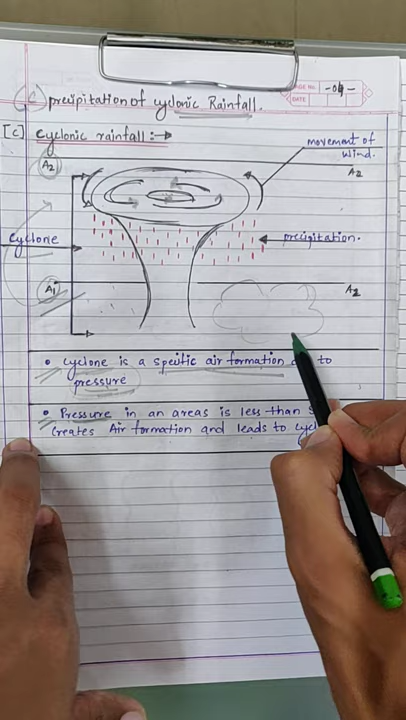 C) precipitation of cyclonic Rainfall.
PAGE No. -04-
DATE
[C] Cyclonic rainfall:→
movement of
Wind.
A2
A2
Cyclone
precipitation.
A1
A2
• Cyclone is a specific air formation to
pressure
• Pressure in an areas is less than
Creates Air formation and leads to